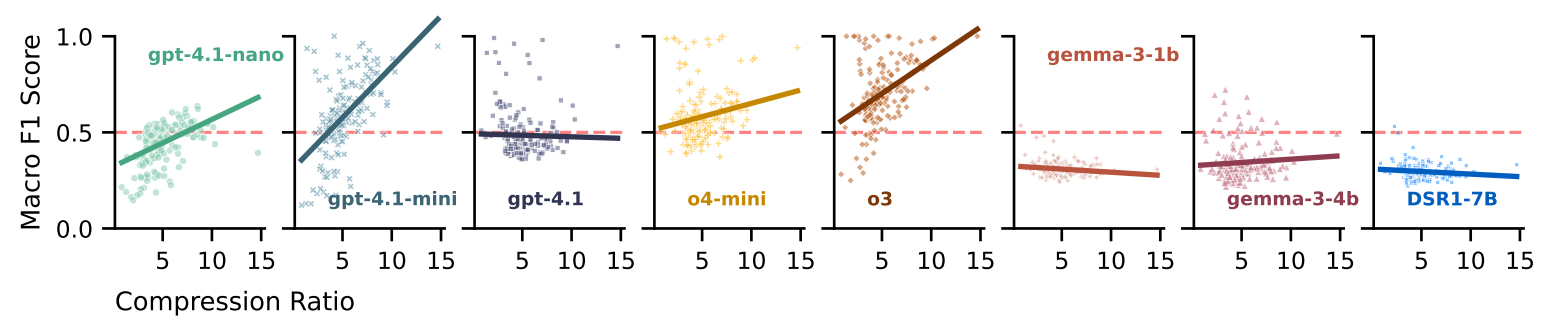 Macro F1 Score
1.0
0.5
0.0
gpt-4.1-nano
gpt-4.1-mini
gpt-4.1
o4-mini
o3
gemma-3-1b
gemma-3-4b
DSR1-7B
5 10 15
5 10 15
5 10 15
5 10 15
5 10 15
5 10 15
5 10 15
5 10 15
Compression Ratio